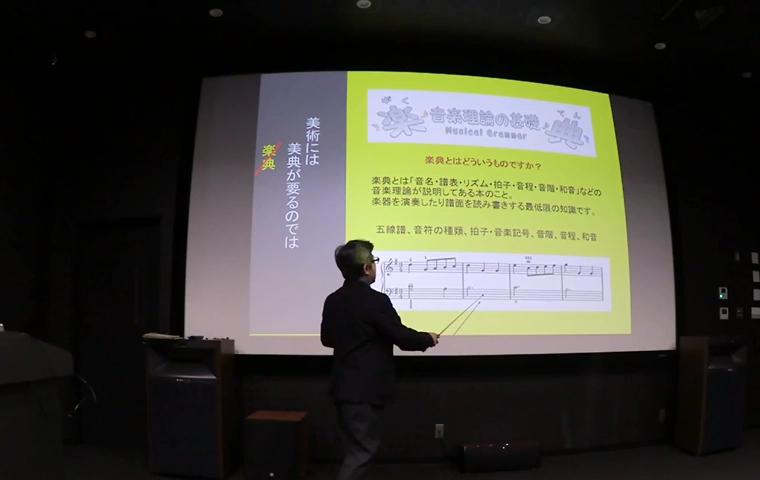 美術には
美典が要るのでは
楽典
がく
楽
音楽理論の基礎
Musical Grammar
てん
典
楽典とはどういうものですか？
楽典とは「音名・譜表・リズム・拍子・音程・音階・和音」などの
音楽理論が説明してある本のこと。
楽器を演奏したり譜面を読み書きする最低限の知識です。
五線譜、音符の種類、拍子・音楽記号、音階、音程、和音